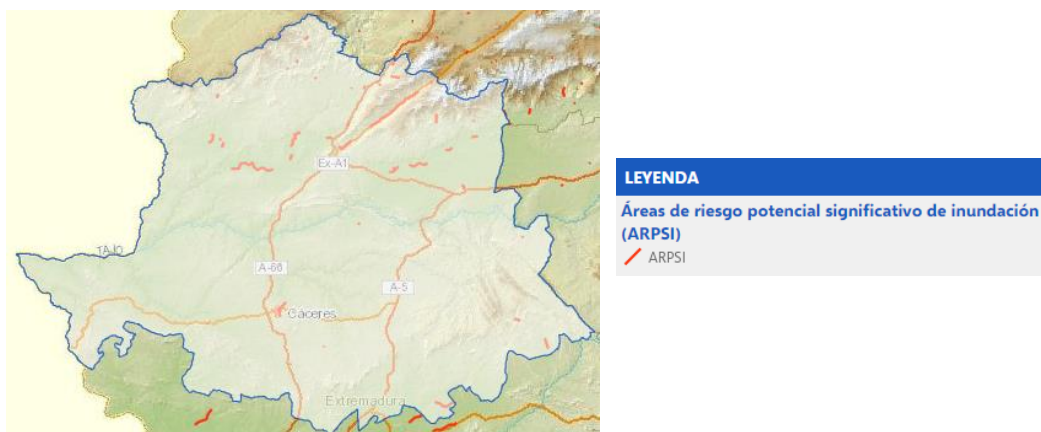 Ex-A1
TAJO
A-66
A-5
Cáceres
Extremadura
LEYENDA
Áreas de riesgo potencial significativo de inundación
(ARPSI)
ARPSI